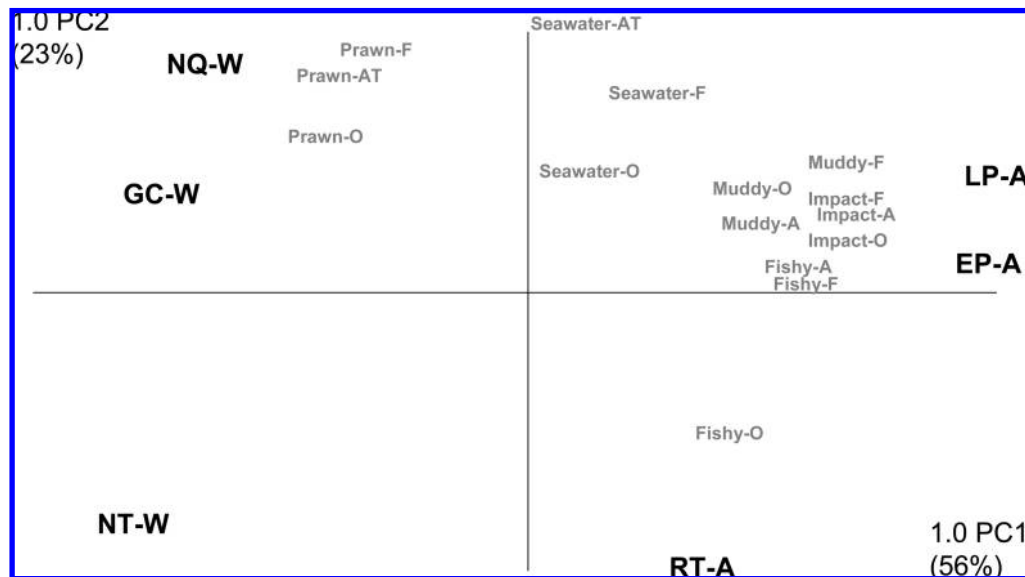 1.0 PC2
(23%)
Seawater-AT
NQ-W
Prawn-F
Prawn-AT
Seawater-F
Prawn-O
Seawater-O
Muddy-F
LP-A
GC-W
Muddy-O
Impact-F
Impact-A
Muddy-A
Impact-O
EP-A
Fishy-A
Fishy-F
Fishy-O
NT-W
1.0 PC1
(56%)
RT-A